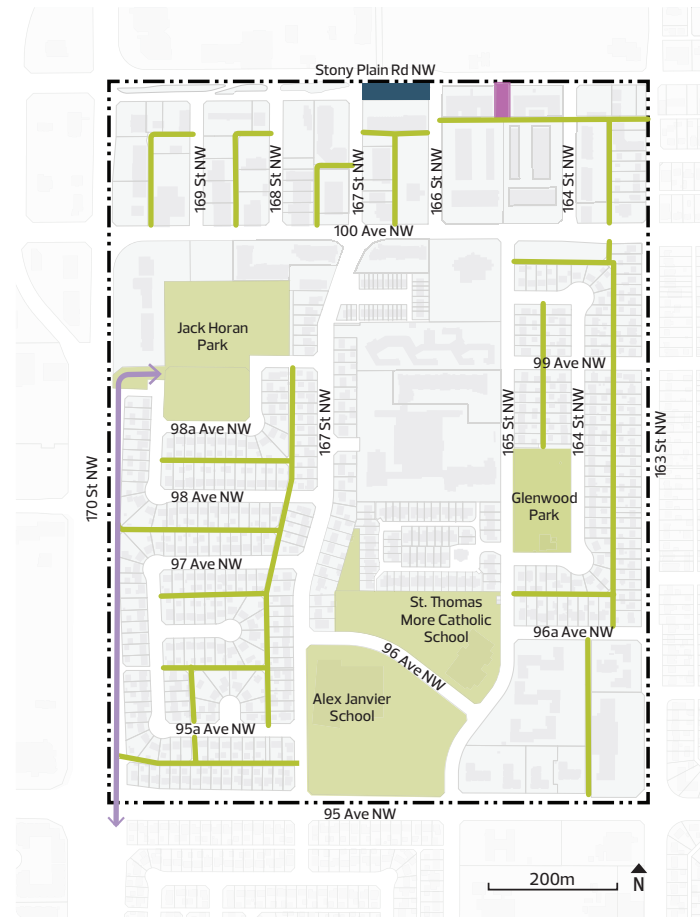 Stony Plain Rd NW
169 St NW
168 St NW
167 St NW
166 St NW
164 St NW
100 Ave NW
Jack Horan
Park
99 Ave NW
98a Ave NW
167 St NW
165 St NW
164 St NW
163 St NW
170 St NW
98 Ave NW
Glenwood
Park
97 Ave NW
St. Thomas
More Catholic
School
96a Ave NW
96 Ave NW
Alex Janvier
School
95a Ave NW
95 Ave NW
200m
N